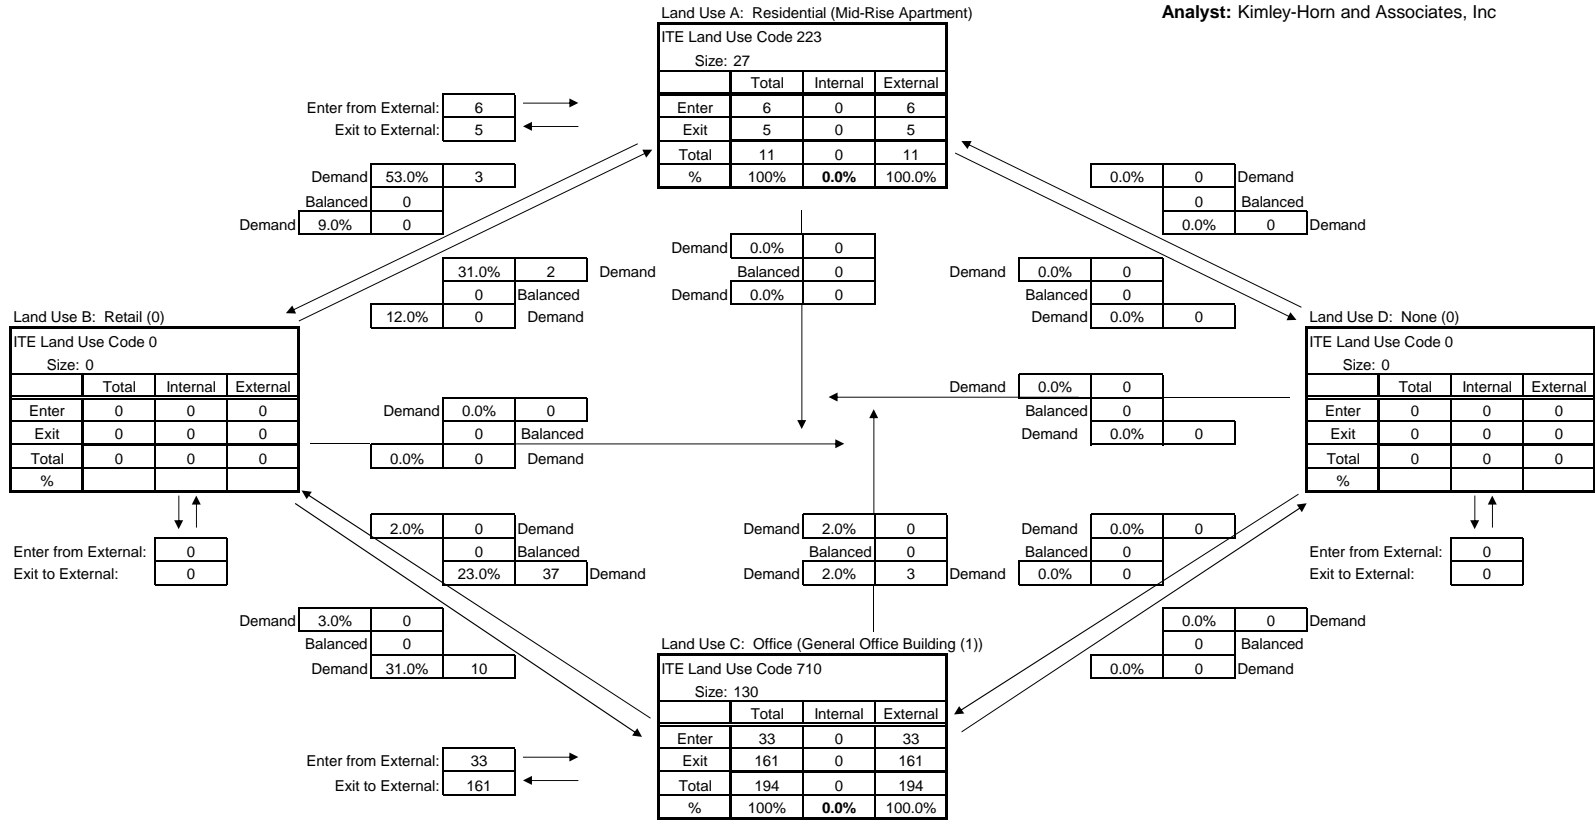 Land Use A: Residential (Mid-Rise Apartment)
Analyst: Kimley-Horn and Associates, Inc
ITE Land Use Code 223
Size: 27
Total Internal External
Enter 6 0 6
Exit 5 0 5
Total 11 0 11
% 100% 0.0% 100.0%
Enter from External: 6
Exit to External: 5
Demand 53.0% 3
Balanced 0
Demand 9.0% 0
31.0% 2 Demand
0 Balanced
12.0% 0 Demand
Demand 0.0% 0
Balanced 0
Demand 0.0% 0
0.0% 0 Demand
0 Balanced
0.0% 0 Demand
Demand 0.0% 0
Balanced 0
Demand 0.0% 0
Land Use B: Retail (0)
ITE Land Use Code 0
Size: 0
Total Internal External
Enter 0 0 0
Exit 0 0 0
Total 0 0 0
%
Enter from External: 0
Exit to External: 0
Demand 0.0% 0
0 Balanced
0.0% 0 Demand
Demand 0.0% 0
Balanced 0
Demand 0.0% 0
Land Use D: None (0)
ITE Land Use Code 0
Size: 0
Total Internal External
Enter 0 0 0
Exit 0 0 0
Total 0 0 0
%
Enter from External: 0
Exit to External: 0
2.0% 0 Demand
0 Balanced
23.0% 37 Demand
Demand 3.0% 0
Balanced 0
Demand 31.0% 10
Demand 2.0% 0
Balanced 0
Demand 2.0% 3 Demand
Demand 0.0% 0
Balanced 0
0.0% 0
0.0% 0 Demand
0 Balanced
0.0% 0 Demand
Land Use C: Office (General Office Building (1))
ITE Land Use Code 710
Size: 130
Total Internal External
Enter 33 0 33
Exit 161 0 161
Total 194 0 194
% 100% 0.0% 100.0%
Enter from External: 33
Exit to External: 161